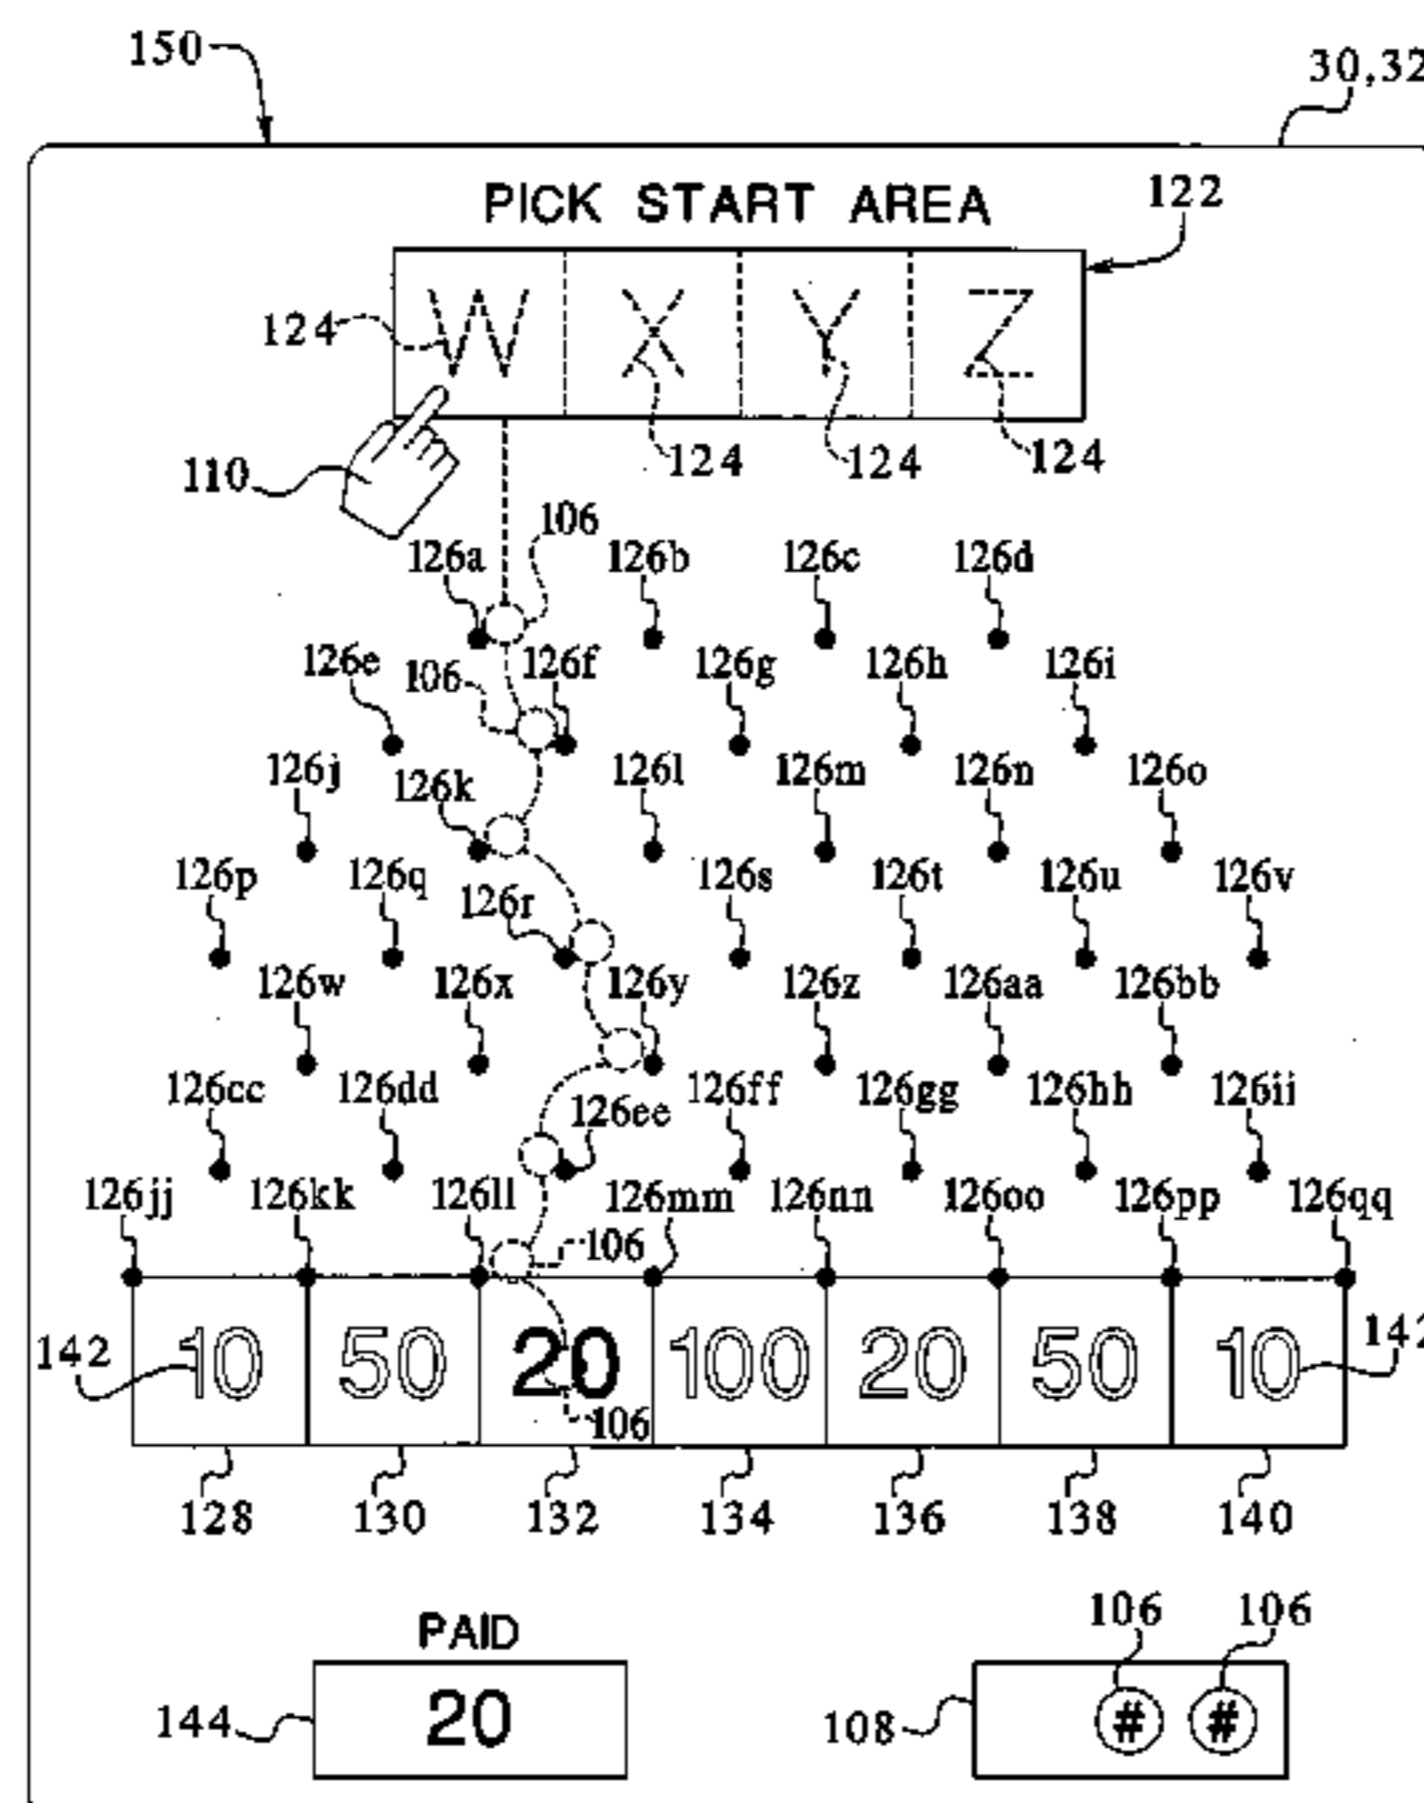 150
30,32
PICK START AREA
122
W X Y Z
124
124 124 124
110
106
126a 126b 126c 126d
126e 106 126f 126g 126h 126i
126j 126k 126l 126m 126n 126o
126p 126q 126r 126s 126t 126u 126v
126w 126x 126y 126z 126aa 126bb
126cc 126dd 126ee 126ff 126gg 126hh 126ii
126jj 126kk 126ll 126mm 126nn 126oo 126pp 126qq
106
142 10 50 20 100 20 50 10 142
106
128 130 132 134 136 138 140
PAID
106 106
144 20 108 # #